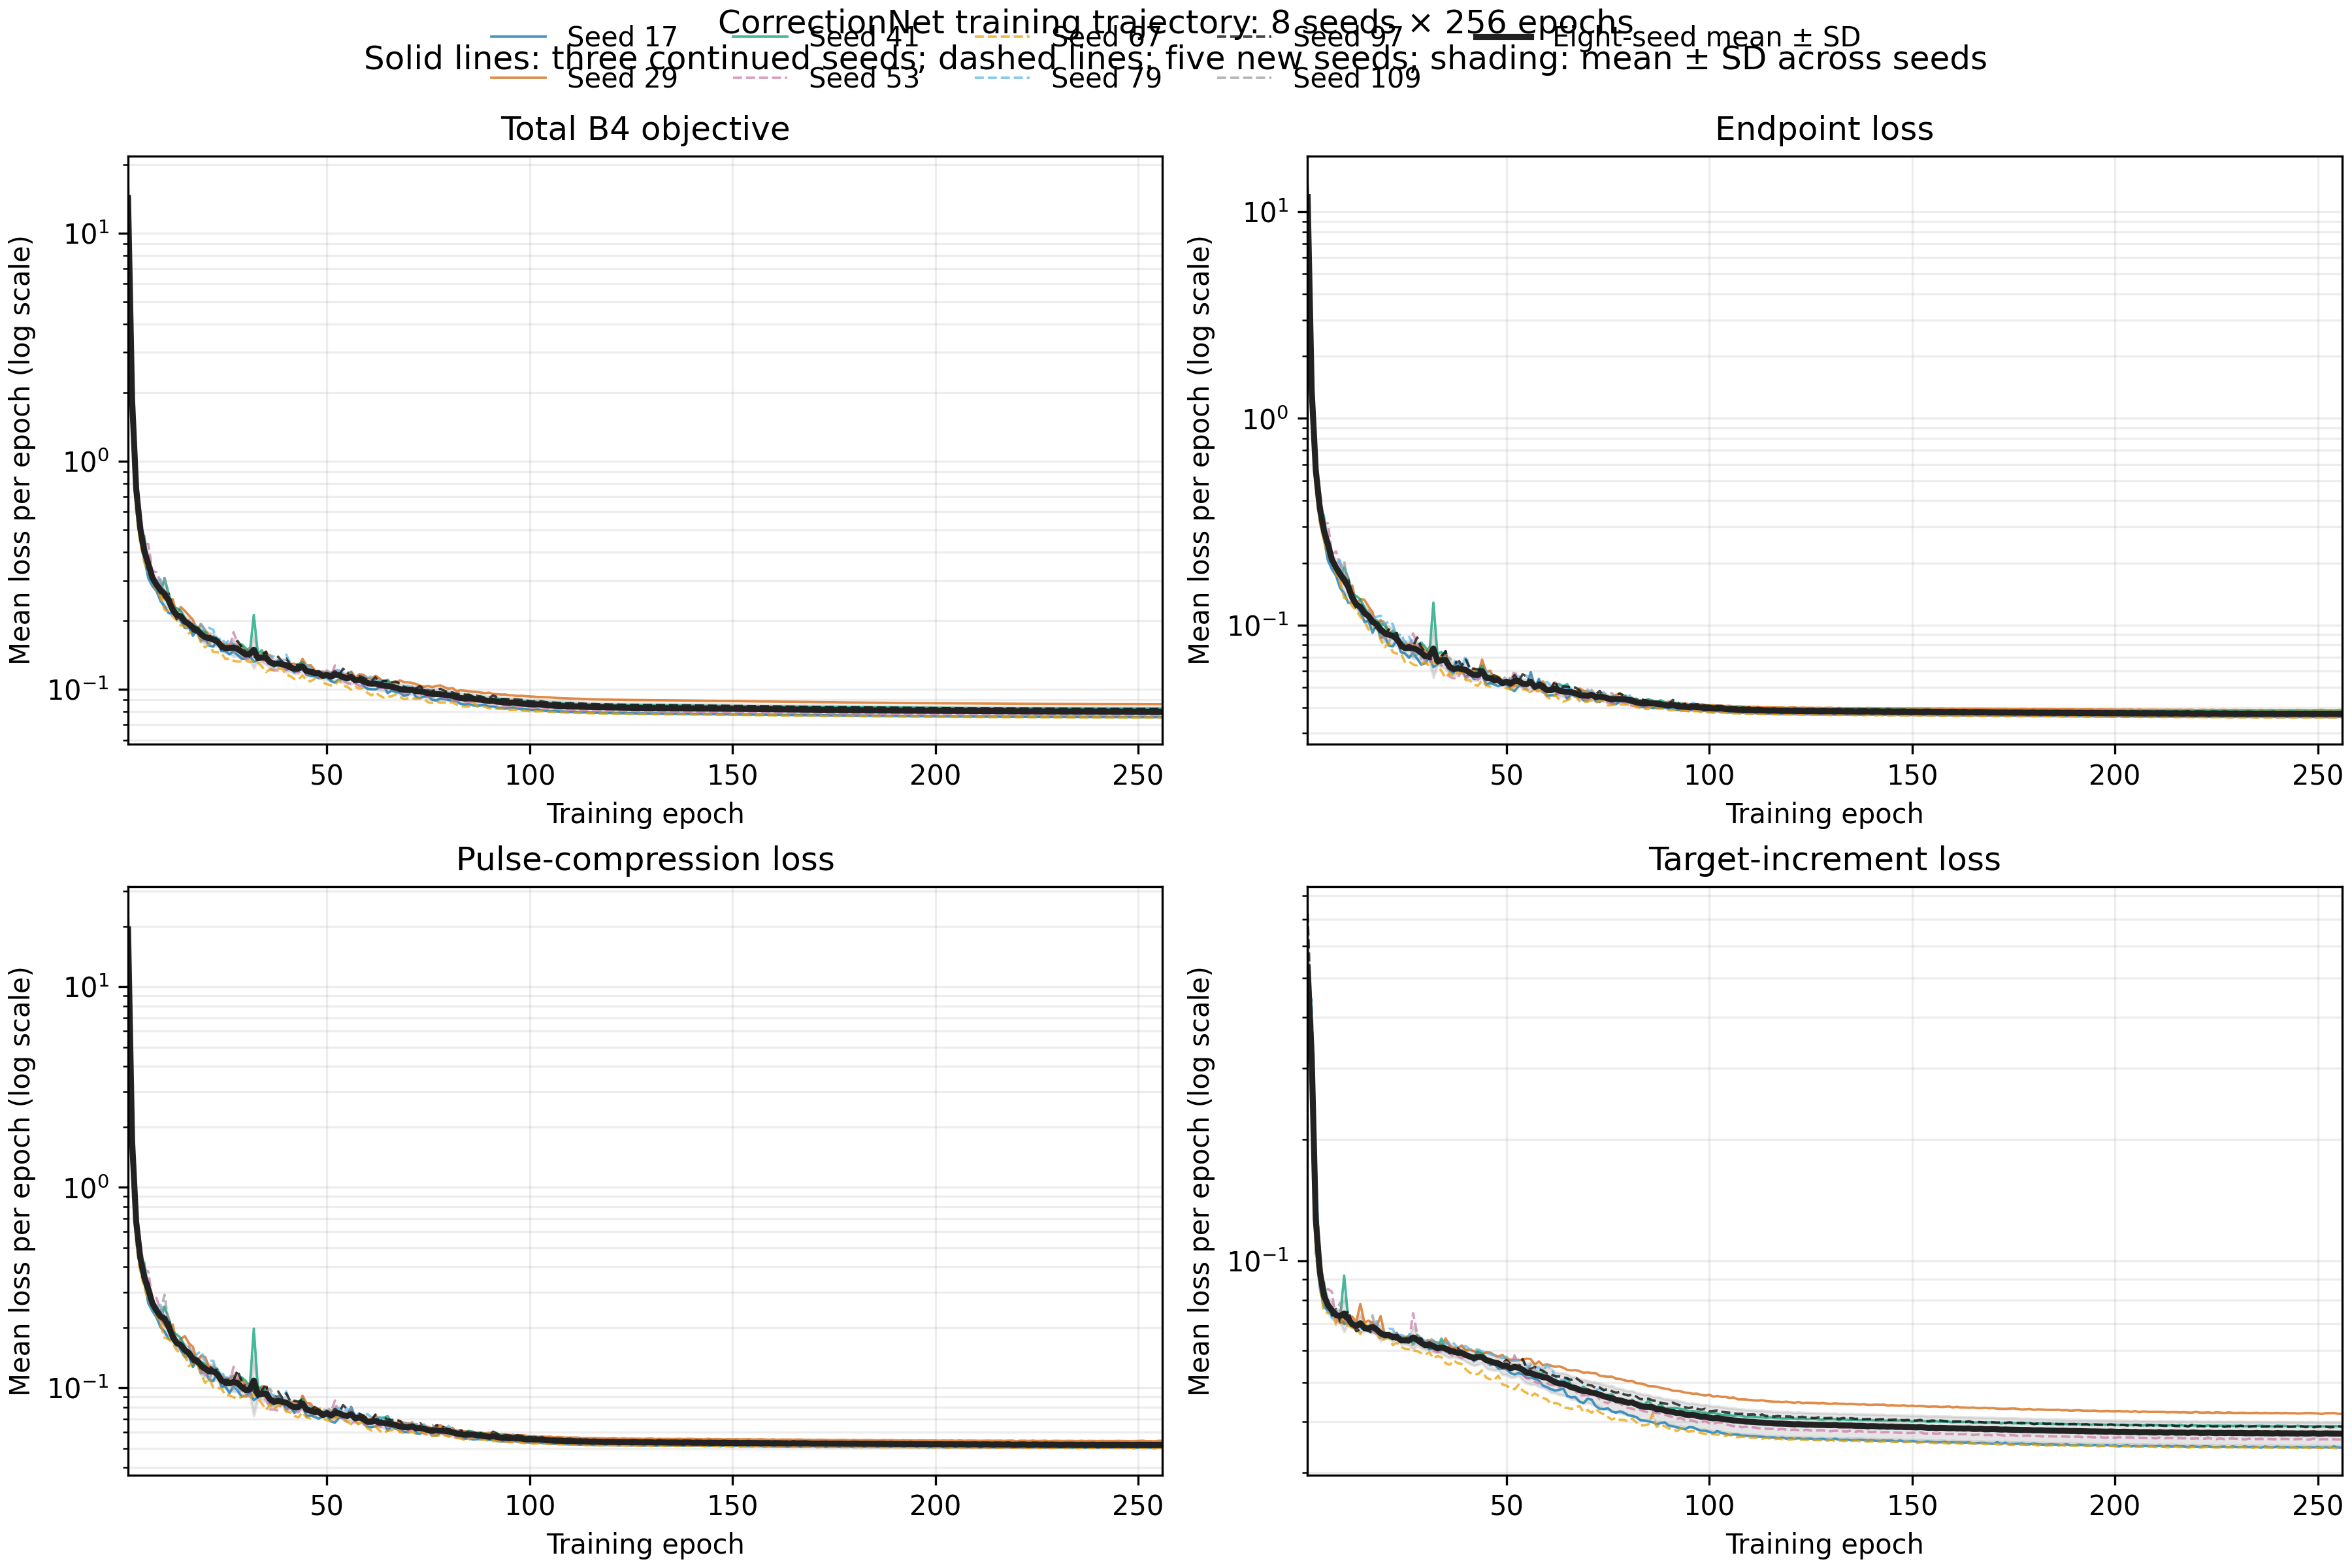 CorrectionNet training trajectory: 8 seeds × 256 epochs
Solid lines: three continued seeds; dashed lines: five new seeds; shading: mean ± SD across seeds
Seed 17
Seed 29
Seed 41
Seed 53
Seed 67
Seed 79
Seed 97
Seed 109
Eight-seed mean ± SD
Total B4 objective
Mean loss per epoch (log scale)
10¹
10⁰
10⁻¹
50 100 150 200 250
Training epoch
Endpoint loss
Mean loss per epoch (log scale)
10¹
10⁰
10⁻¹
50 100 150 200 250
Training epoch
Pulse-compression loss
Mean loss per epoch (log scale)
10¹
10⁰
10⁻¹
50 100 150 200 250
Training epoch
Target-increment loss
Mean loss per epoch (log scale)
10⁻¹
50 100 150 200 250
Training epoch